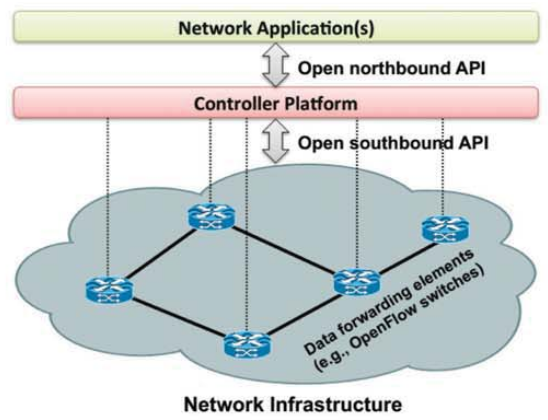 Network Application(s)
Open northbound API
Controller Platform
Open southbound API
Data forwarding elements
(e.g., OpenFlow switches)
Network Infrastructure